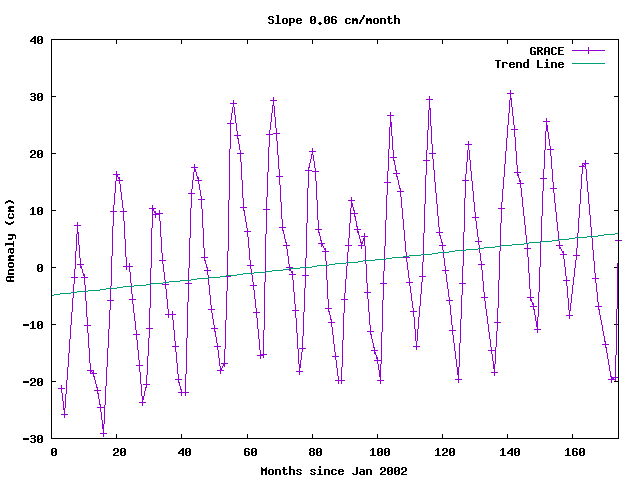 Slope 0.06 cm/month
40
30
20
10
0
-10
-20
-30
Anomaly (cm)
GRACE
Trend Line
0 20 40 60 80 100 120 140 160
Months since Jan 2002